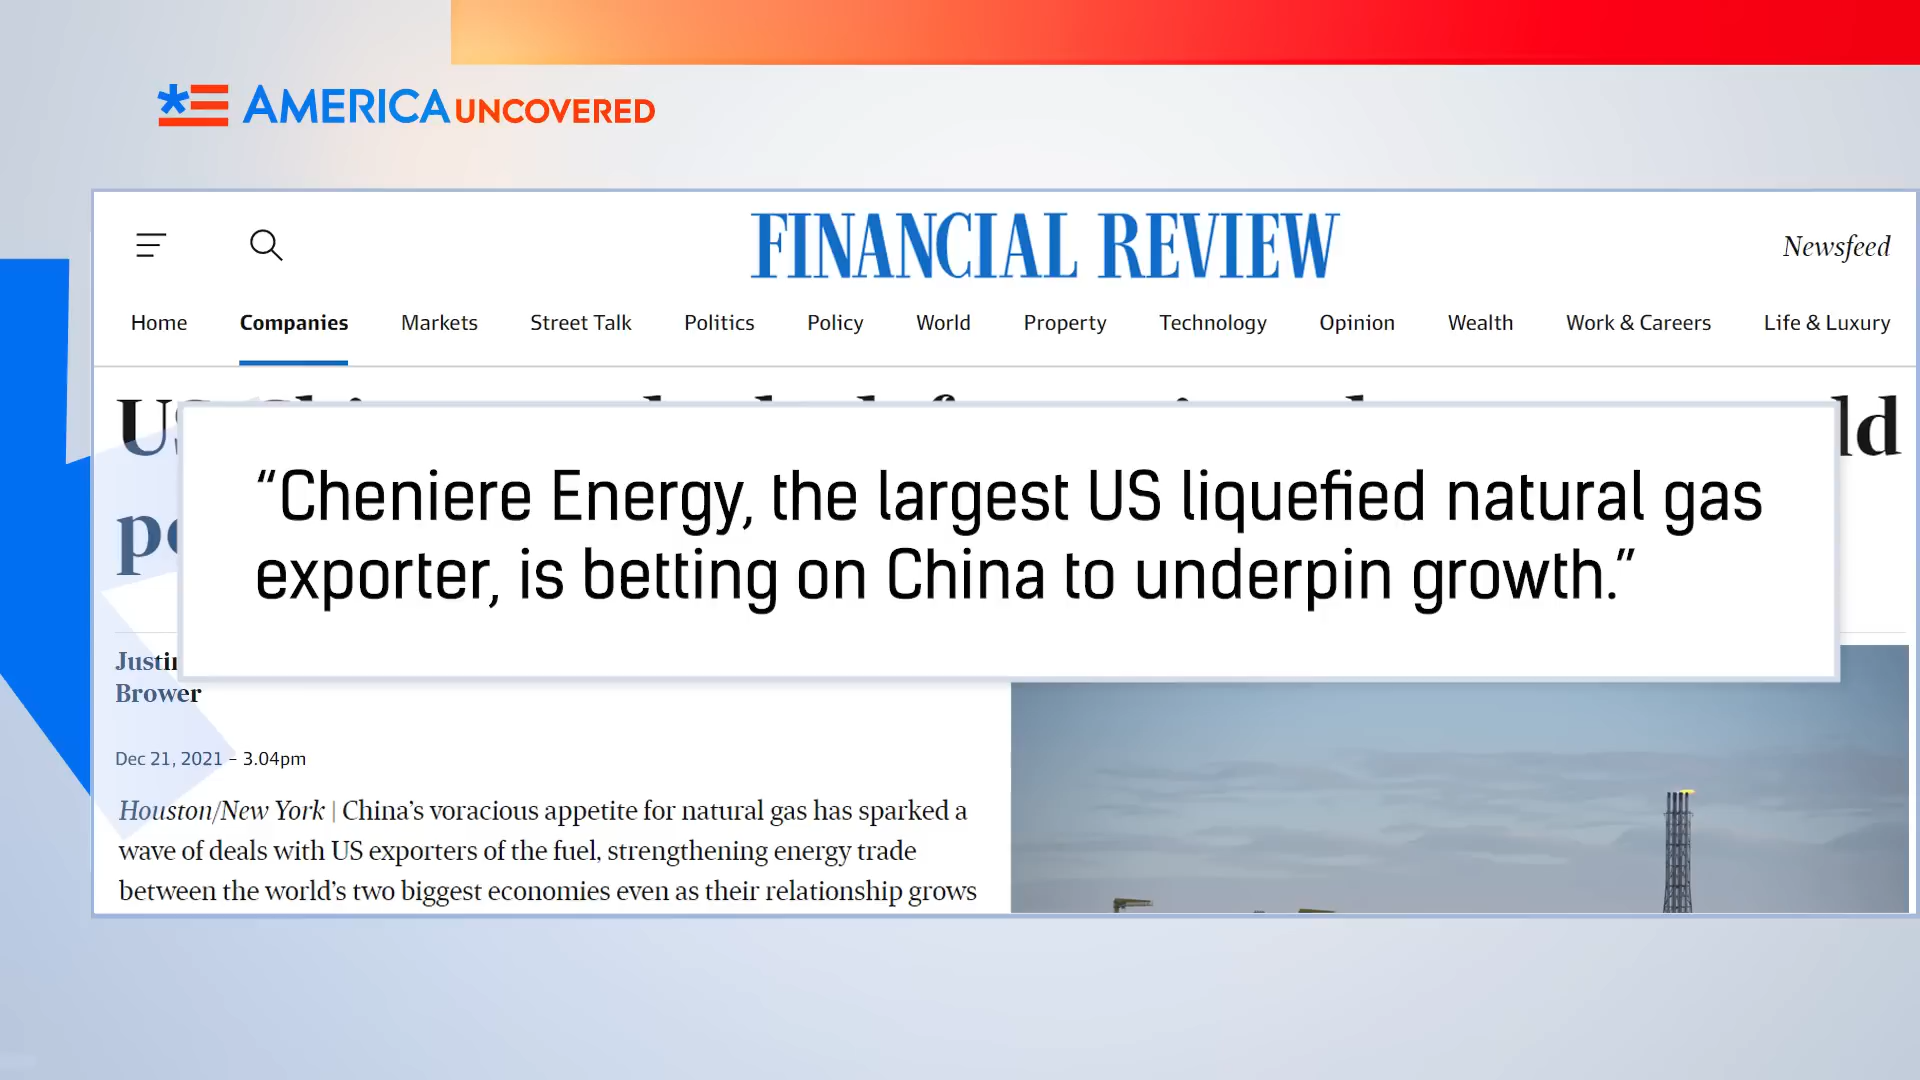 AMERICA UNCOVERED
FINANCIAL REVIEW
Newsfeed
Home Companies Markets Street Talk Politics Policy World Property Technology Opinion Wealth Work & Careers Life & Luxury
“Cheniere Energy, the largest US liquefied natural gas
exporter, is betting on China to underpin growth.”
Brower
Dec 21, 2021 – 3.04pm
Houston/New York | China’s voracious appetite for natural gas has sparked a
wave of deals with US exporters of the fuel, strengthening energy trade
between the world’s two biggest economies even as their relationship grows